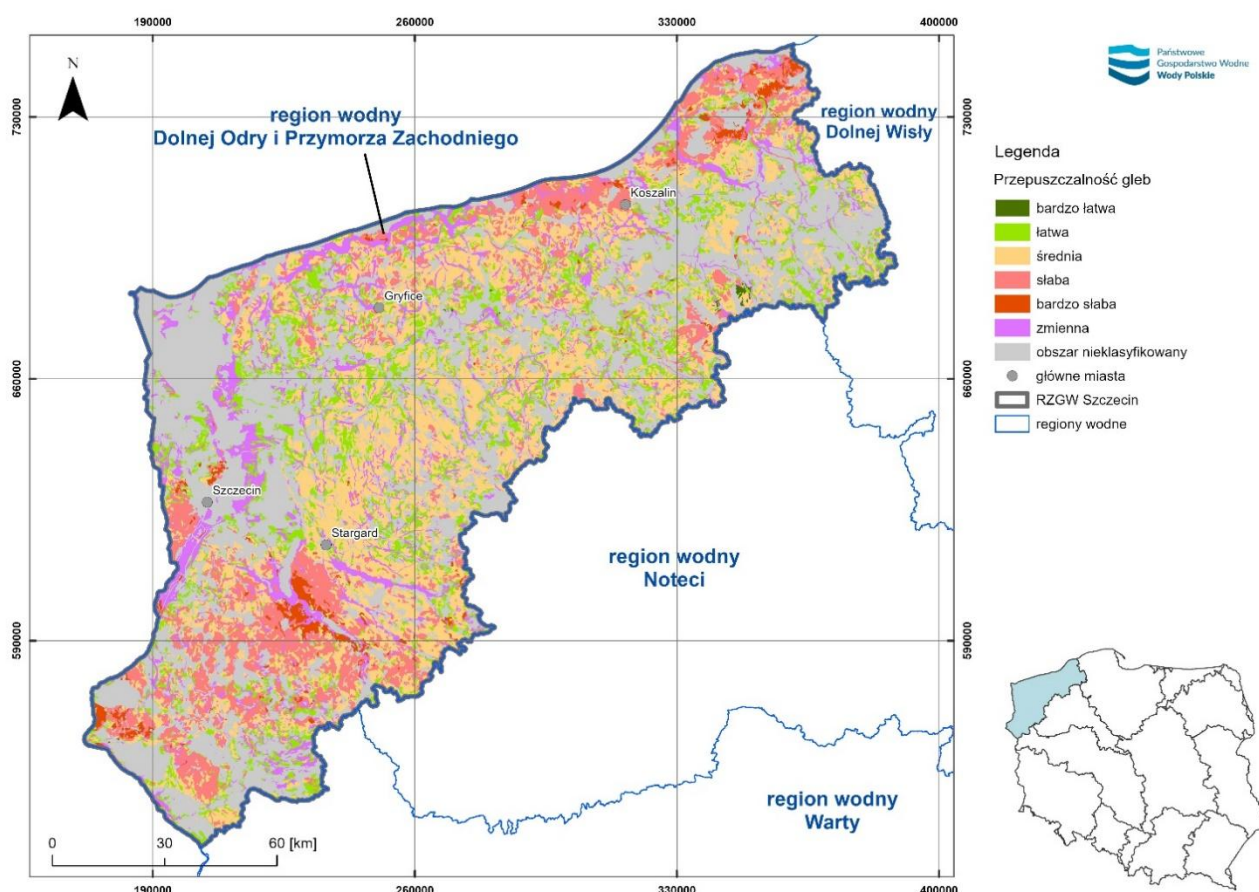 190000
260000
330000
400000
N
730000
730000
660000
660000
590000
590000
190000
260000
330000
400000
region wodny
Dolnej Odry i Przymorza Zachodniego
region wodny
Dolnej Wisły
Koszalin
Gryfice
Szczecin
Stargard
region wodny
Noteci
region wodny
Warty
0
30
60 [km]
Państwowe
Gospodarstwo Wodne
Wody Polskie
Legenda
Przepuszczalność gleb
bardzo łatwa
łatwa
średnia
słaba
bardzo słaba
zmienna
obszar nieklasyfikowany
główne miasta
RZGW Szczecin
regiony wodne